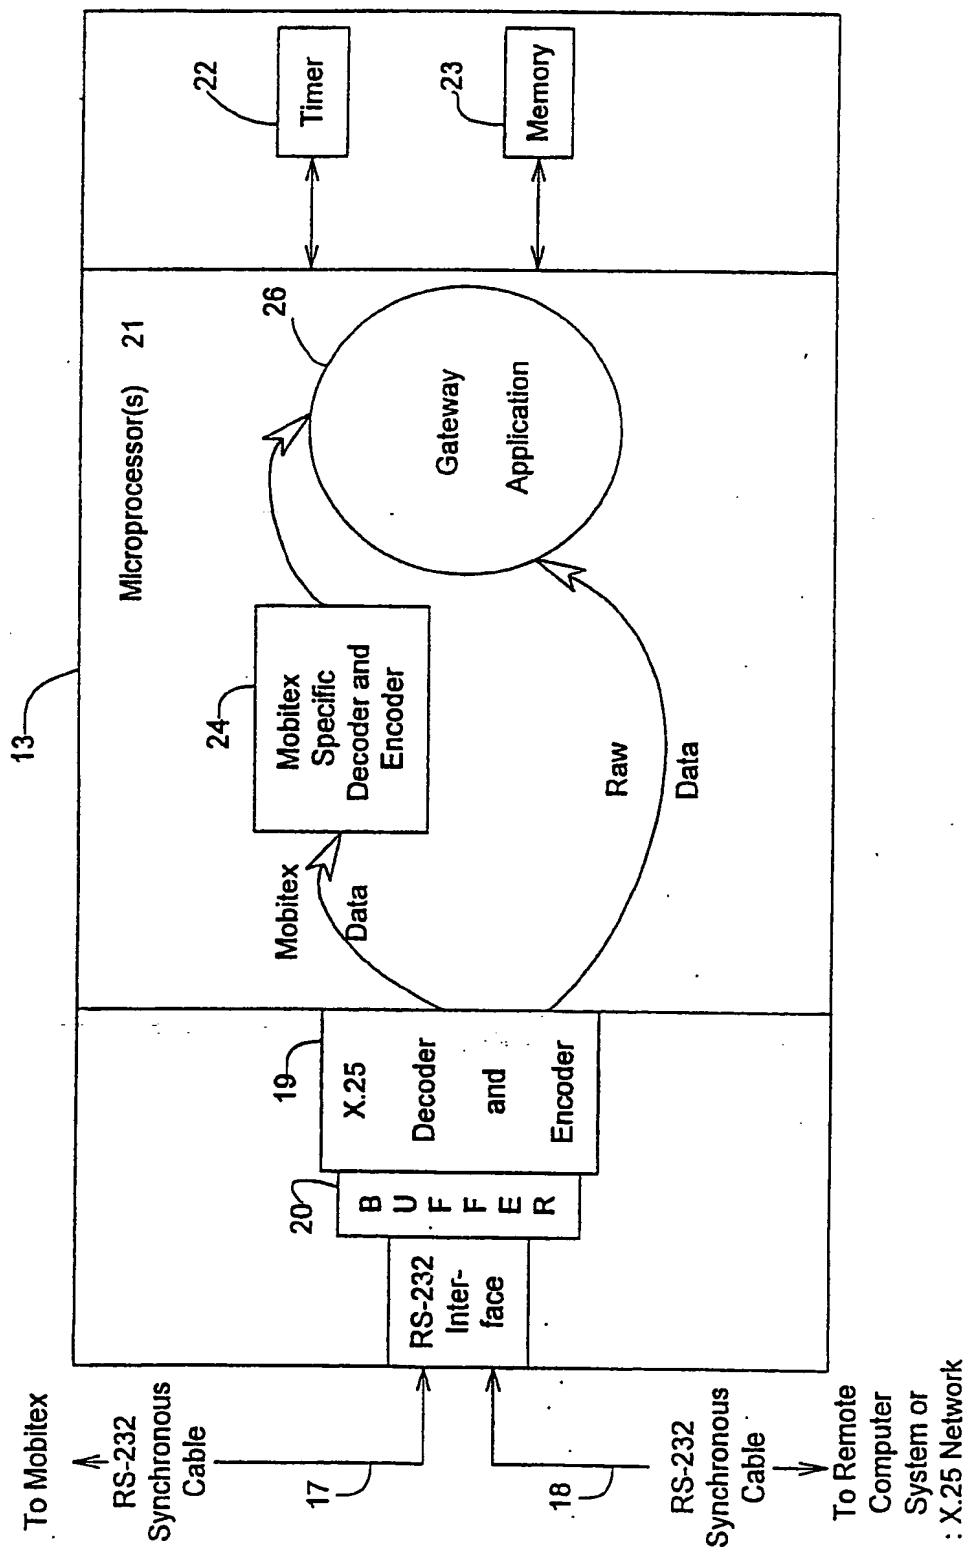 13
22
Timer
23
Memory
Microprocessor(s) 21
26
Gateway
Application
24
Mobitex
Specific
Decoder and
Encoder
Mobitex
Data
Raw
Data
19
X.25
Decoder
and
Encoder
20
B
U
F
F
E
R
RS-232
Inter-
face
To Mobitex
RS-232
Synchronous
Cable
17
18
RS-232
Synchronous
Cable
To Remote
Computer
System or
: X.25 Network